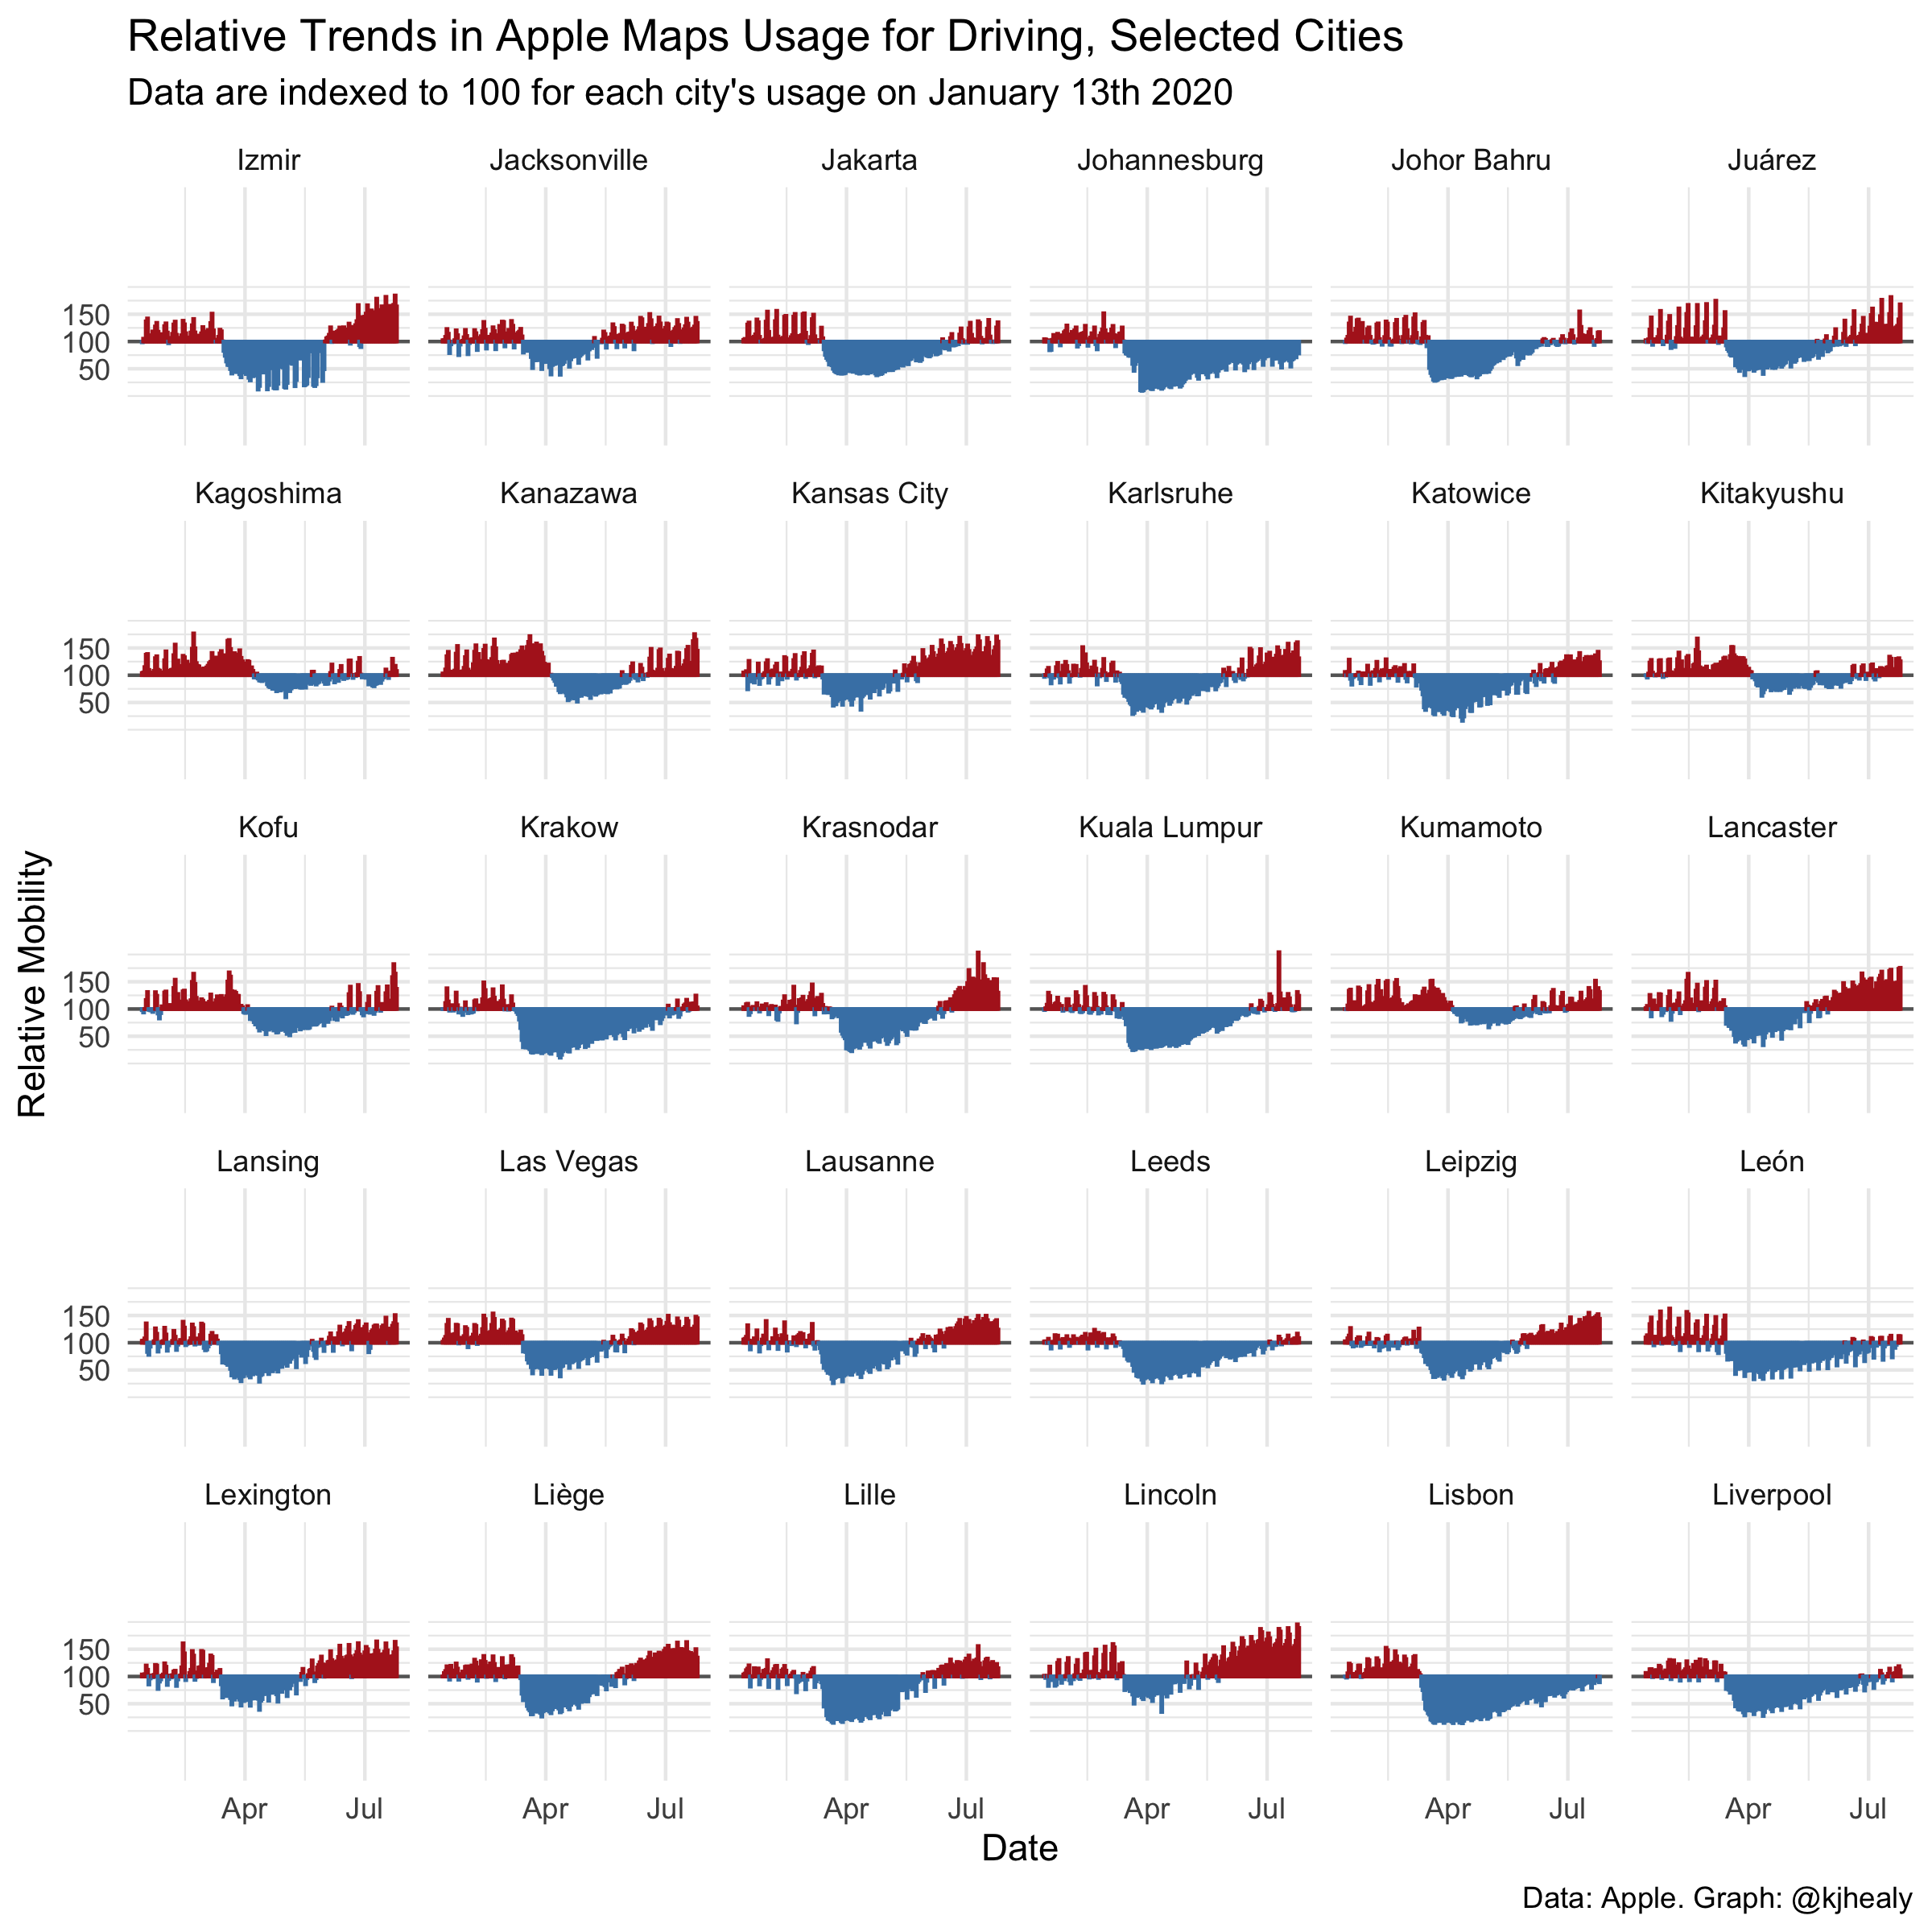 Relative Trends in Apple Maps Usage for Driving, Selected Cities
Data are indexed to 100 for each city's usage on January 13th 2020
Izmir Jacksonville Jakarta Johannesburg Johor Bahru Juárez
150
100
50
Kagoshima Kanazawa Kansas City Karlsruhe Katowice Kitakyushu
150
100
50
Kofu Krakow Krasnodar Kuala Lumpur Kumamoto Lancaster
150
100
50
Relative Mobility
Lansing Las Vegas Lausanne Leeds Leipzig León
150
100
50
Lexington Liège Lille Lincoln Lisbon Liverpool
150
100
50
Apr Jul Apr Jul Apr Jul Apr Jul Apr Jul Apr Jul
Date
Data: Apple. Graph: @kjhealy